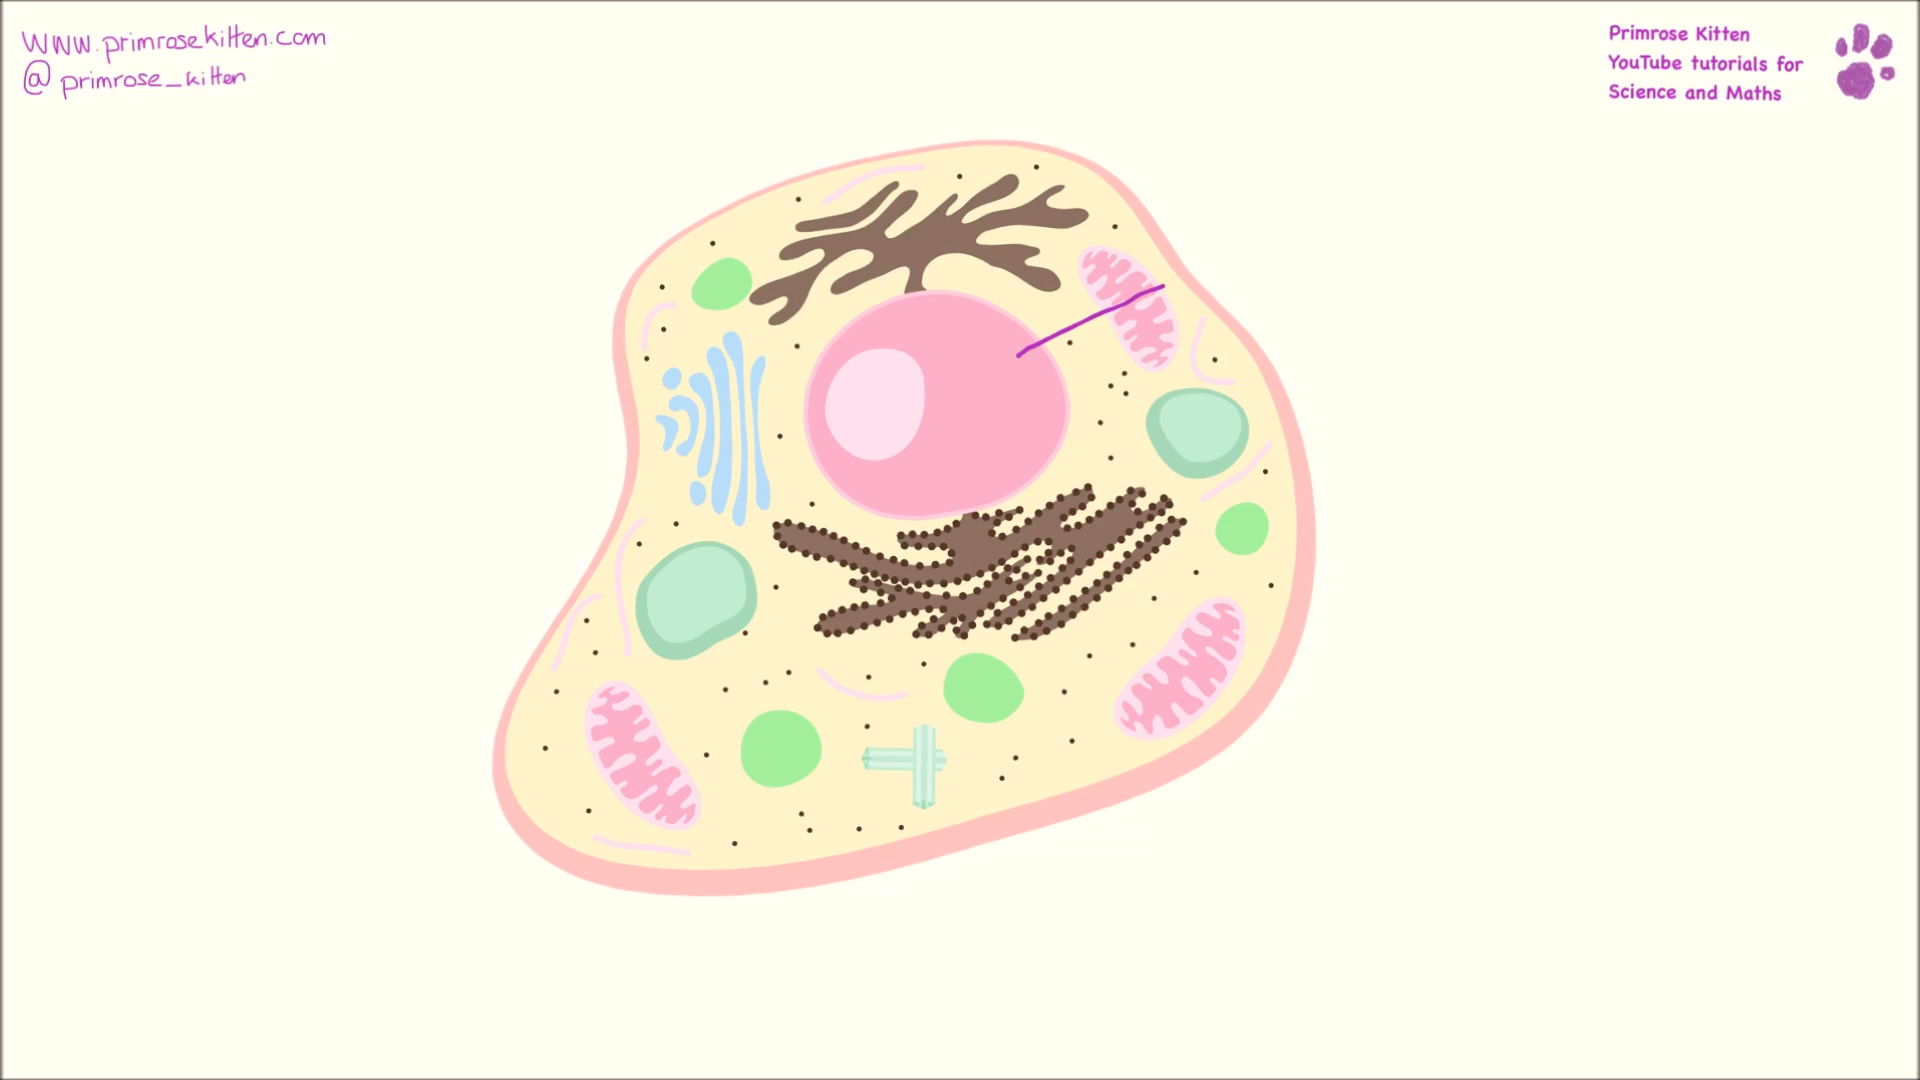 www.primrosekitten.com
@primrose_kitten
Primrose Kitten
YouTube tutorials for
Science and Maths